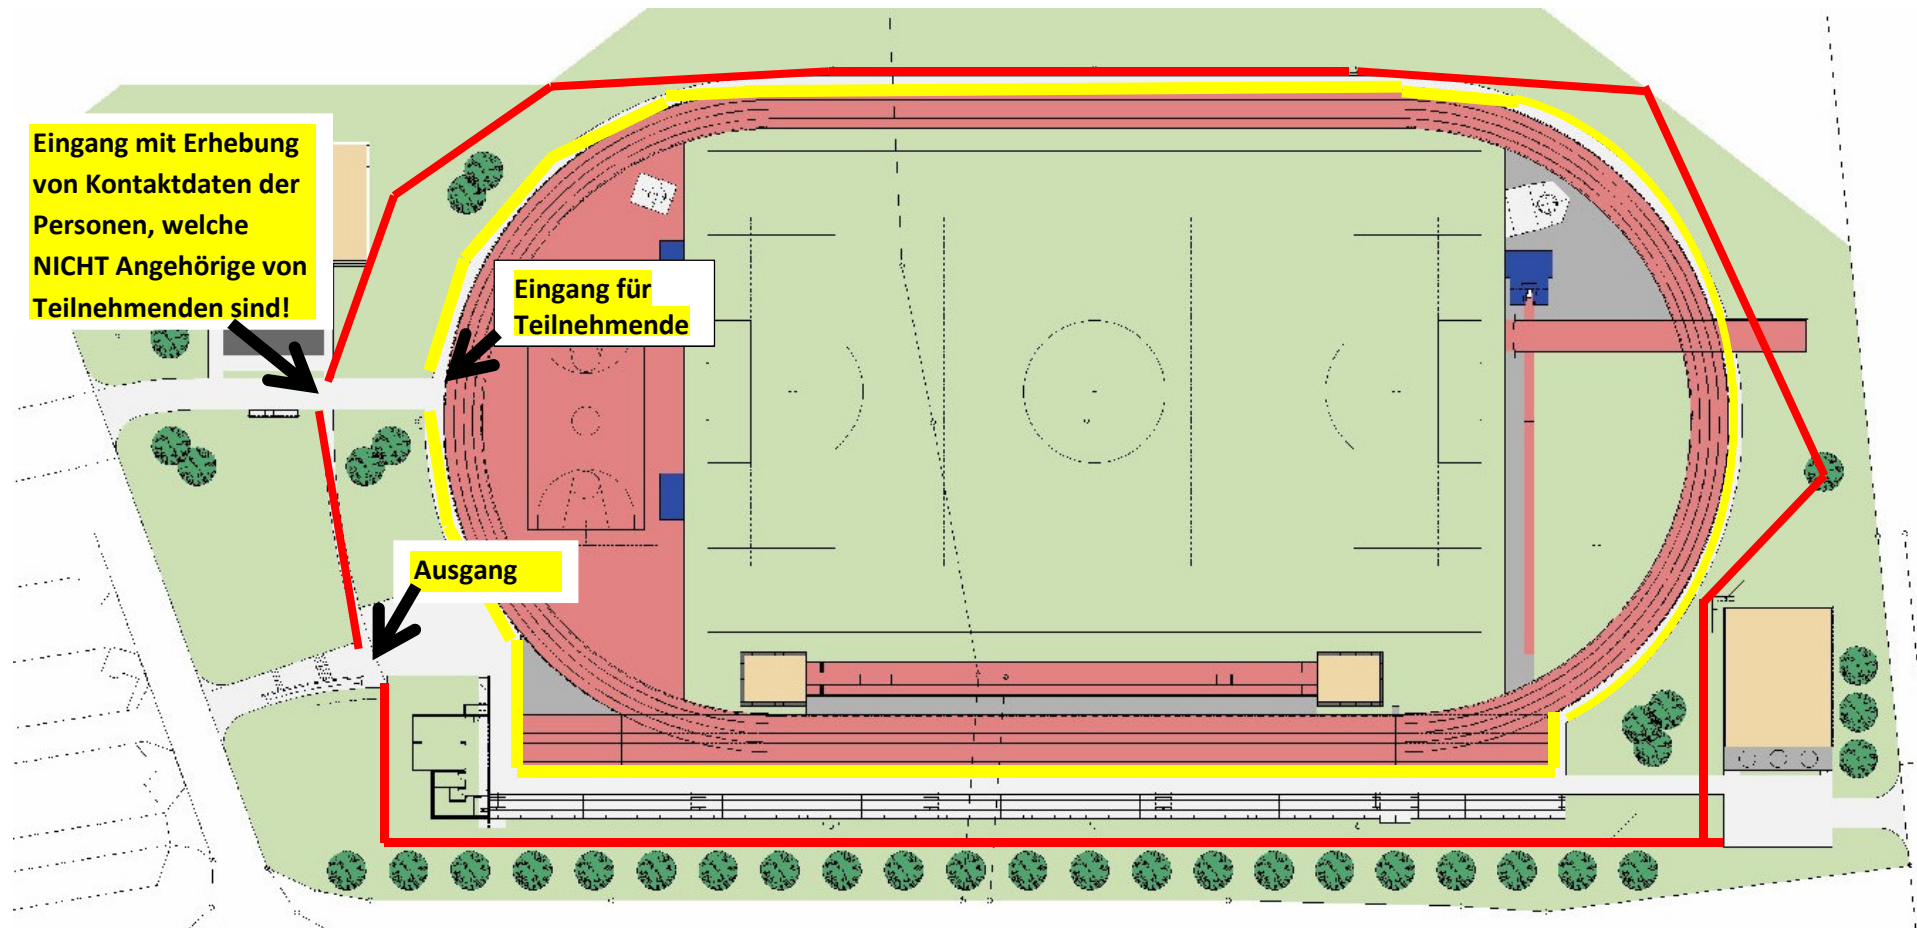 Eingang mit Erhebung
von Kontaktdaten der
Personen, welche
NICHT Angehörige von
Teilnehmenden sind!
Eingang für
Teilnehmende
Ausgang